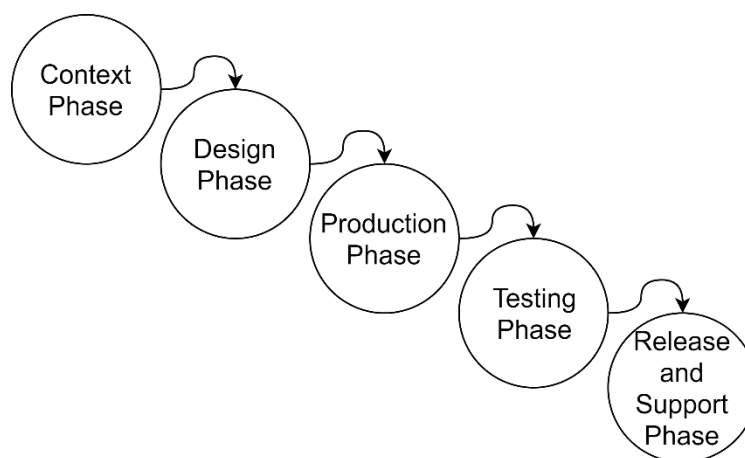 Context
Phase
Design
Phase
Production
Phase
Testing
Phase
Release
and
Support
Phase